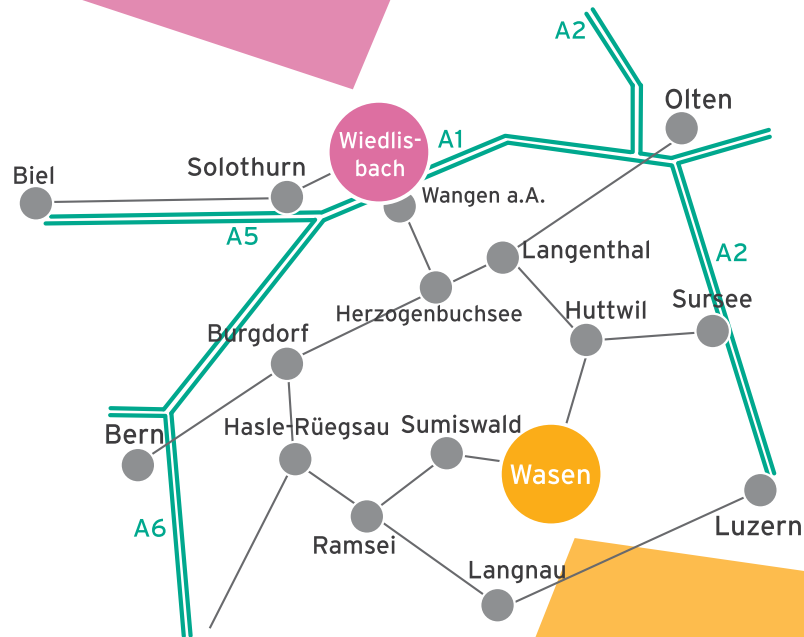 A2
Olten
A1
Wiedlis-
bach
Solothurn
Biel
Wangen a.A.
A5
Langenthal
A2
Sursee
Herzogenbuchsee
Huttwil
Burgdorf
Hasle-Rüegsau
Sumiswald
Bern
Wasen
A6
Luzern
Ramsei
Langnau